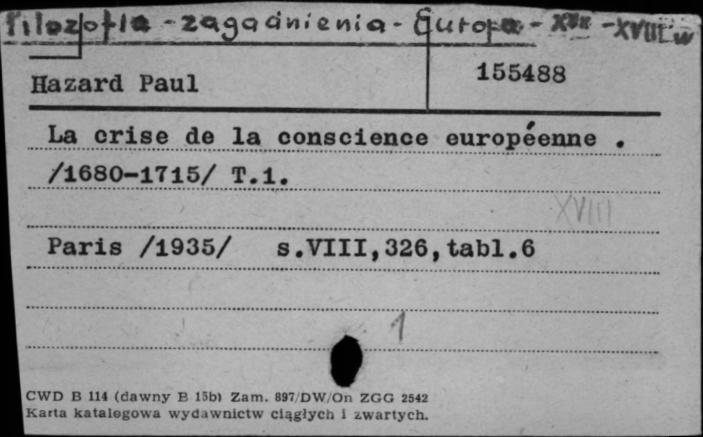 Filozofia - zagadnienia - Europa - XVII - XVIII w
Hazard Paul 155488
La crise de la conscience européenne .
/1680-1715/ T.1.
XVIII
Paris /1935/ s.VIII,326,tabl.6
1
CWD B 114 (dawny B 15b) Zam. 897/DW/On ZGG 2542
Karta katalogowa wydawnictw ciągłych i zwartych.